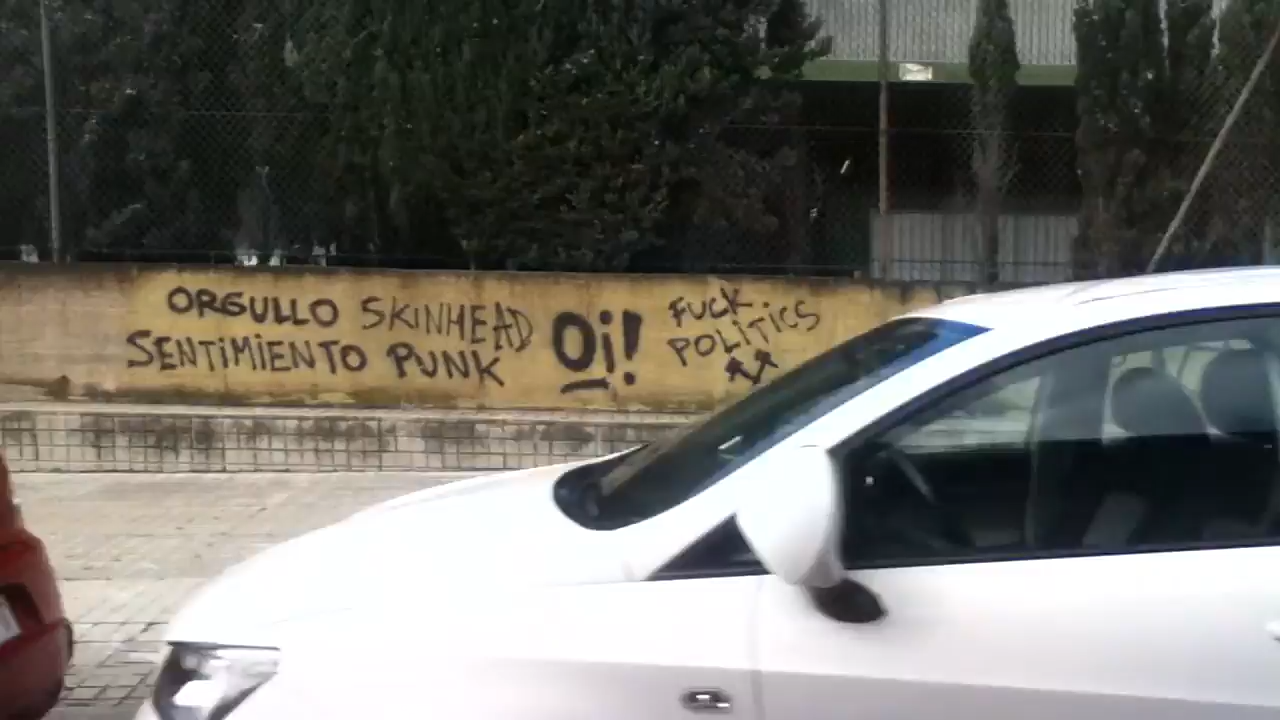 ORGULLO SKINHEAD
SENTiMiENTO PUNK
Oi!
FUCK
POLiTiCS